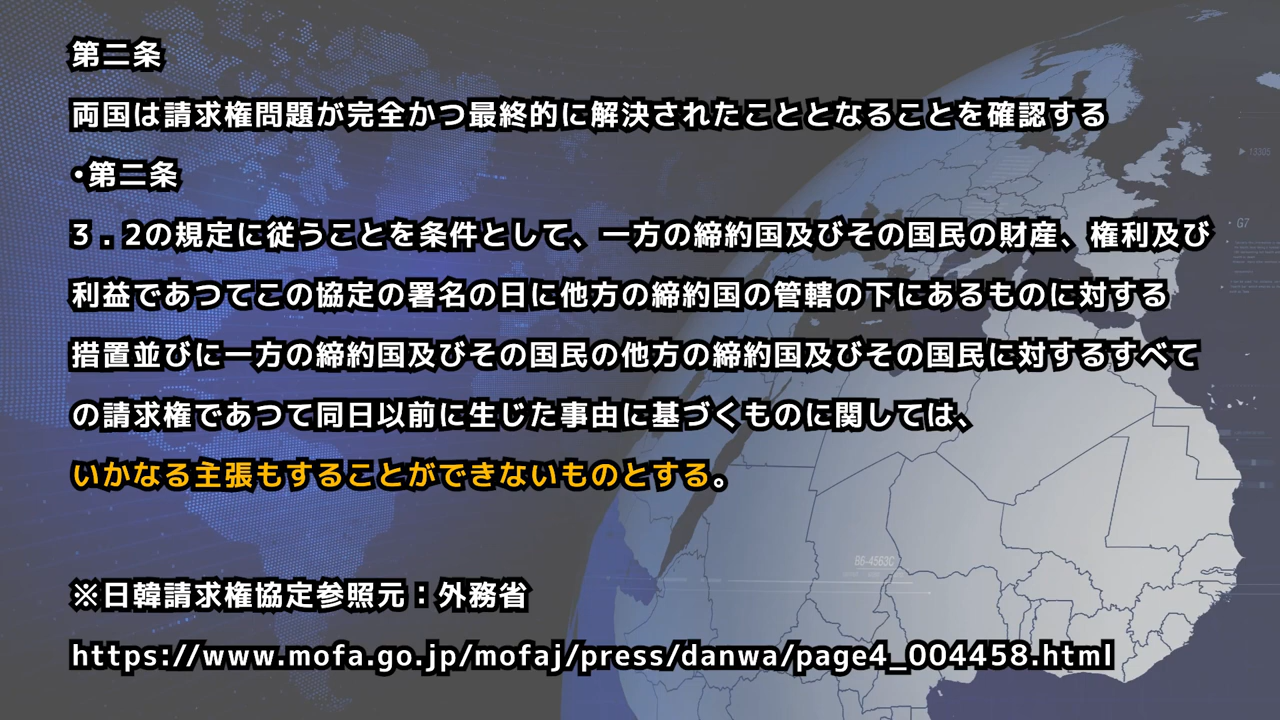 第二条
両国は請求権問題が完全かつ最終的に解決されたこととなることを確認する
•第二条
3．2の規定に従うことを条件として、一方の締約国及びその国民の財産、権利及び
利益であつてこの協定の署名の日に他方の締約国の管轄の下にあるものに対する
措置並びに一方の締約国及びその国民の他方の締約国及びその国民に対するすべて
の請求権であつて同日以前に生じた事由に基づくものに関しては、
いかなる主張もすることができないものとする。
※日韓請求権協定参照元：外務省
https://www.mofa.go.jp/mofaj/press/danwa/page4_004458.html
G7
B6-4563C